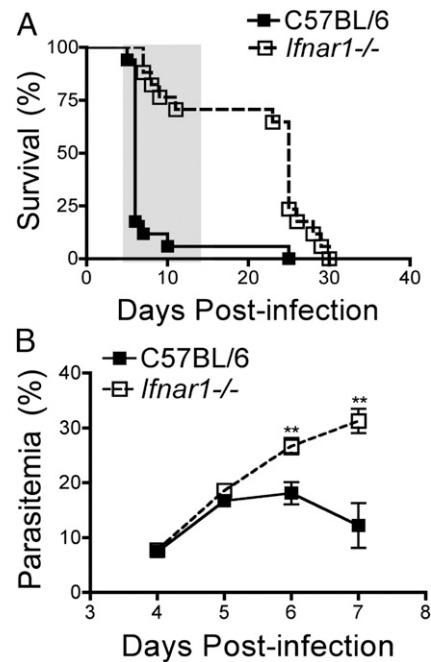 A
C57BL/6
Ifnar1-/-
Survival (%)
100
75
50
25
0
0 10 20 30 40
Days Post-infection
B
C57BL/6
Ifnar1-/-
Parasitemia (%)
40
30
20
10
0
** **
3 4 5 6 7 8
Days Post-infection